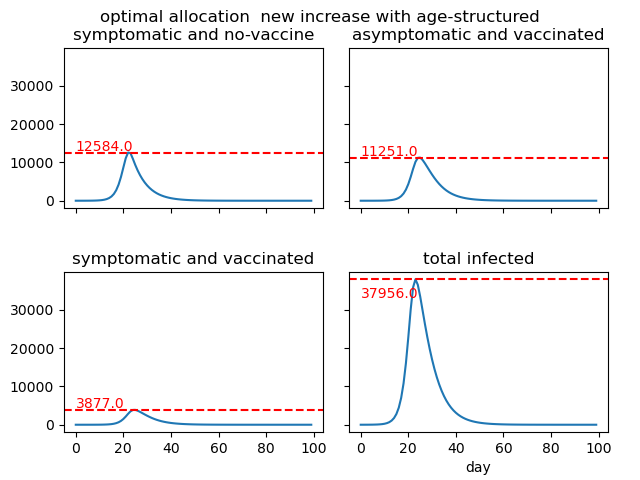 optimal allocation  new increase with age-structured
symptomatic and no-vaccine
asymptomatic and vaccinated
30000
20000
10000
0
12584.0
11251.0
symptomatic and vaccinated
total infected
30000
20000
10000
0
3877.0
37956.0
0 20 40 60 80 100
0 20 40 60 80 100
day